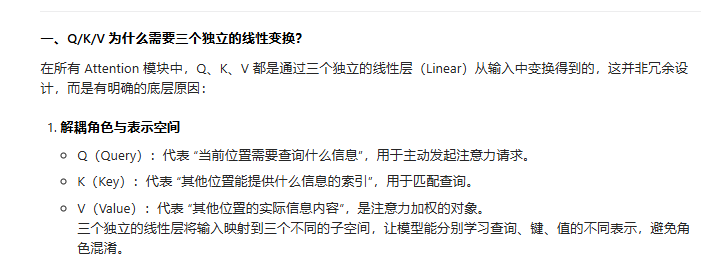 一、Q/K/V 为什么需要三个独立的线性变换?
在所有 Attention 模块中，Q、K、V 都是通过三个独立的线性层（Linear）从输入中变换得到的，这并非冗余设
计，而是有明确的底层原因：
1. 解耦角色与表示空间
○ Q（Query）：代表 “当前位置需要查询什么信息”，用于主动发起注意力请求。
○ K（Key）：代表 “其他位置能提供什么信息的索引”，用于匹配查询。
○ V（Value）：代表 “其他位置的实际信息内容”，是注意力加权的对象。
三个独立的线性层将输入映射到三个不同的子空间，让模型能分别学习查询、键、值的不同表示，避免角
色混淆。